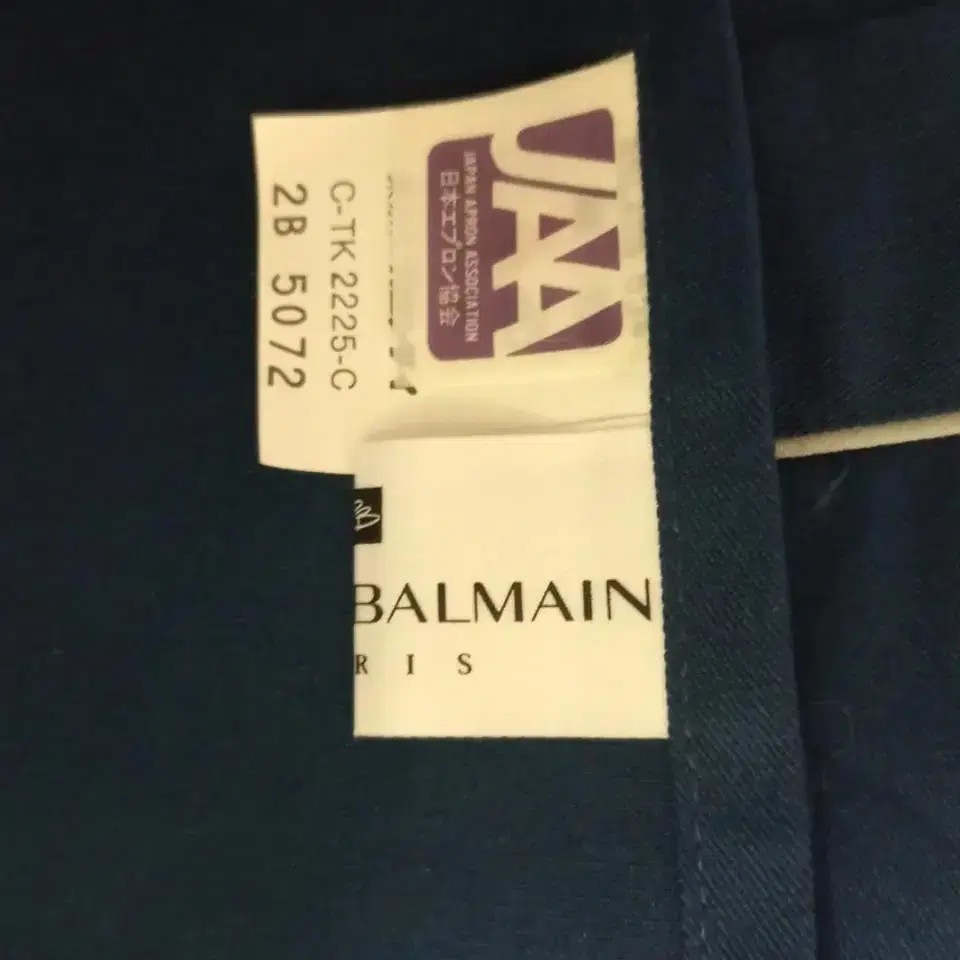 JAA
JAPAN APRON ASSOCIATION
日本エプロン協会
C-TK 2225-C
2B 5072
BALMAIN
RIS